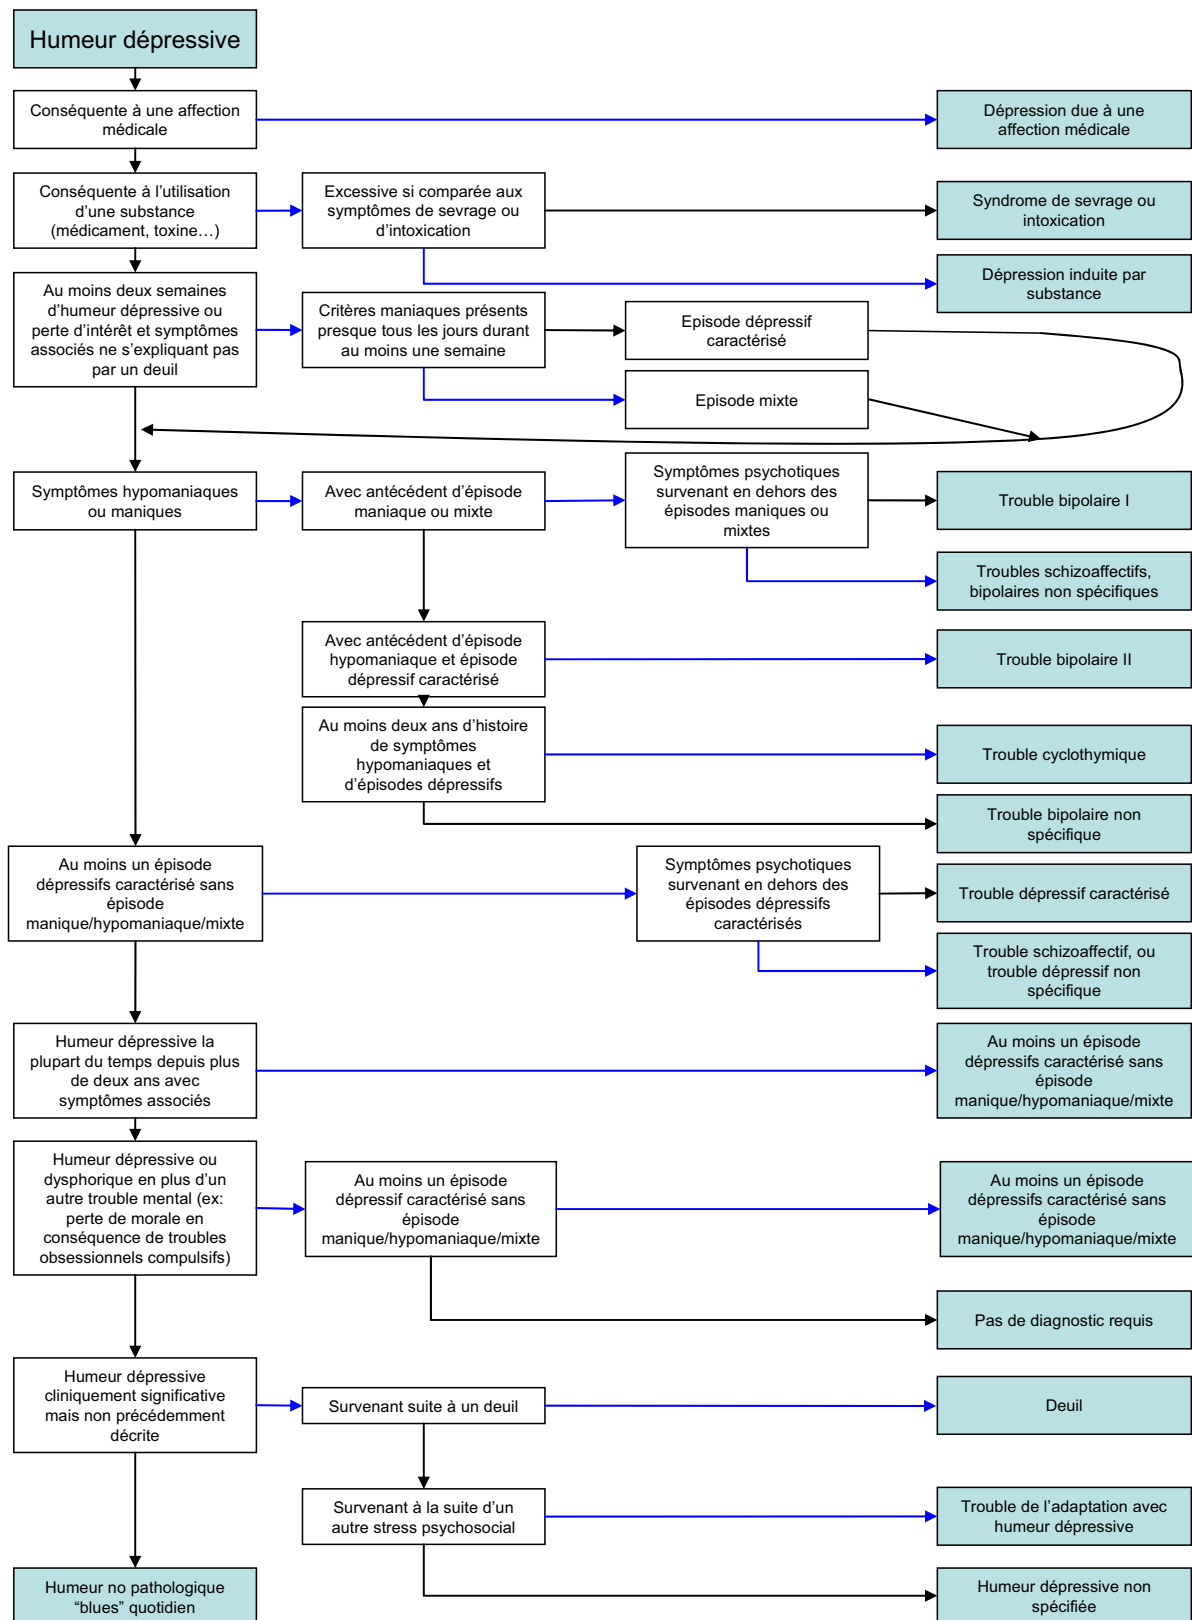 Humeur dépressive
Conséquente à une affection
médicale
Dépression due à une
affection médicale
Conséquente à l'utilisation
d'une substance
(médicament, toxine…)
Excessive si comparée aux
symptômes de sevrage ou
d'intoxication
Syndrome de sevrage ou
intoxication
Dépression induite par
substance
Au moins deux semaines
d'humeur dépressive ou
perte d'intérêt et symptômes
associés ne s'expliquant pas
par un deuil
Critères maniaques présents
presque tous les jours durant
au moins une semaine
Episode dépressif
caractérisé
Episode mixte
Symptômes hypomaniaques
ou maniques
Avec antécédent d'épisode
maniaque ou mixte
Symptômes psychotiques
survenant en dehors des
épisodes maniques ou
mixtes
Trouble bipolaire I
Troubles schizoaffectifs,
bipolaires non spécifiques
Avec antécédent d'épisode
hypomaniaque et épisode
dépressif caractérisé
Trouble bipolaire II
Au moins deux ans d'histoire
de symptômes
hypomaniaques et
d'épisodes dépressifs
Trouble cyclothymique
Trouble bipolaire non
spécifique
Au moins un épisode
dépressifs caractérisé sans
épisode
manique/hypomaniaque/mixte
Symptômes psychotiques
survenant en dehors des
épisodes dépressifs
caractérisés
Trouble dépressif caractérisé
Trouble schizoaffectif, ou
trouble dépressif non
spécifique
Humeur dépressive la
plupart du temps depuis plus
de deux ans avec
symptômes associés
Au moins un épisode
dépressifs caractérisé sans
épisode
manique/hypomaniaque/mixte
Humeur dépressive ou
dysphorique en plus d'un
autre trouble mental (ex:
perte de morale en
conséquence de troubles
obsessionnels compulsifs)
Au moins un épisode
dépressif caractérisé sans
épisode
manique/hypomaniaque/mixte
Au moins un épisode
dépressifs caractérisé sans
épisode
manique/hypomaniaque/mixte
Pas de diagnostic requis
Humeur dépressive
cliniquement significative
mais non précédemment
décrite
Survenant suite à un deuil
Deuil
Survenant à la suite d'un
autre stress psychosocial
Trouble de l'adaptation avec
humeur dépressive
Humeur no pathologique
"blues" quotidien
Humeur dépressive non
spécifiée